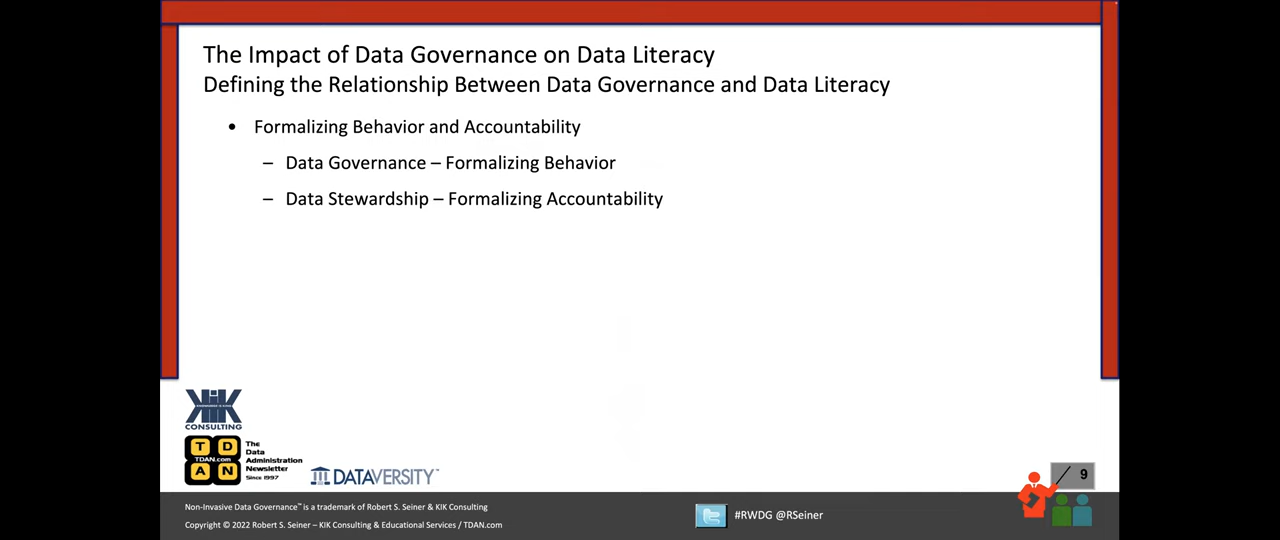 The Impact of Data Governance on Data Literacy
Defining the Relationship Between Data Governance and Data Literacy
• Formalizing Behavior and Accountability
– Data Governance – Formalizing Behavior
– Data Stewardship – Formalizing Accountability
KIK
CONSULTING
T D
TDAN.com
A N
The
Data
Administration
Newsletter
Since 1997
DATAVERSITY™
/ 9
Non-Invasive Data Governance™ is a trademark of Robert S. Seiner & KIK Consulting
Copyright © 2022 Robert S. Seiner – KIK Consulting & Educational Services / TDAN.com
#RWDG @RSeiner